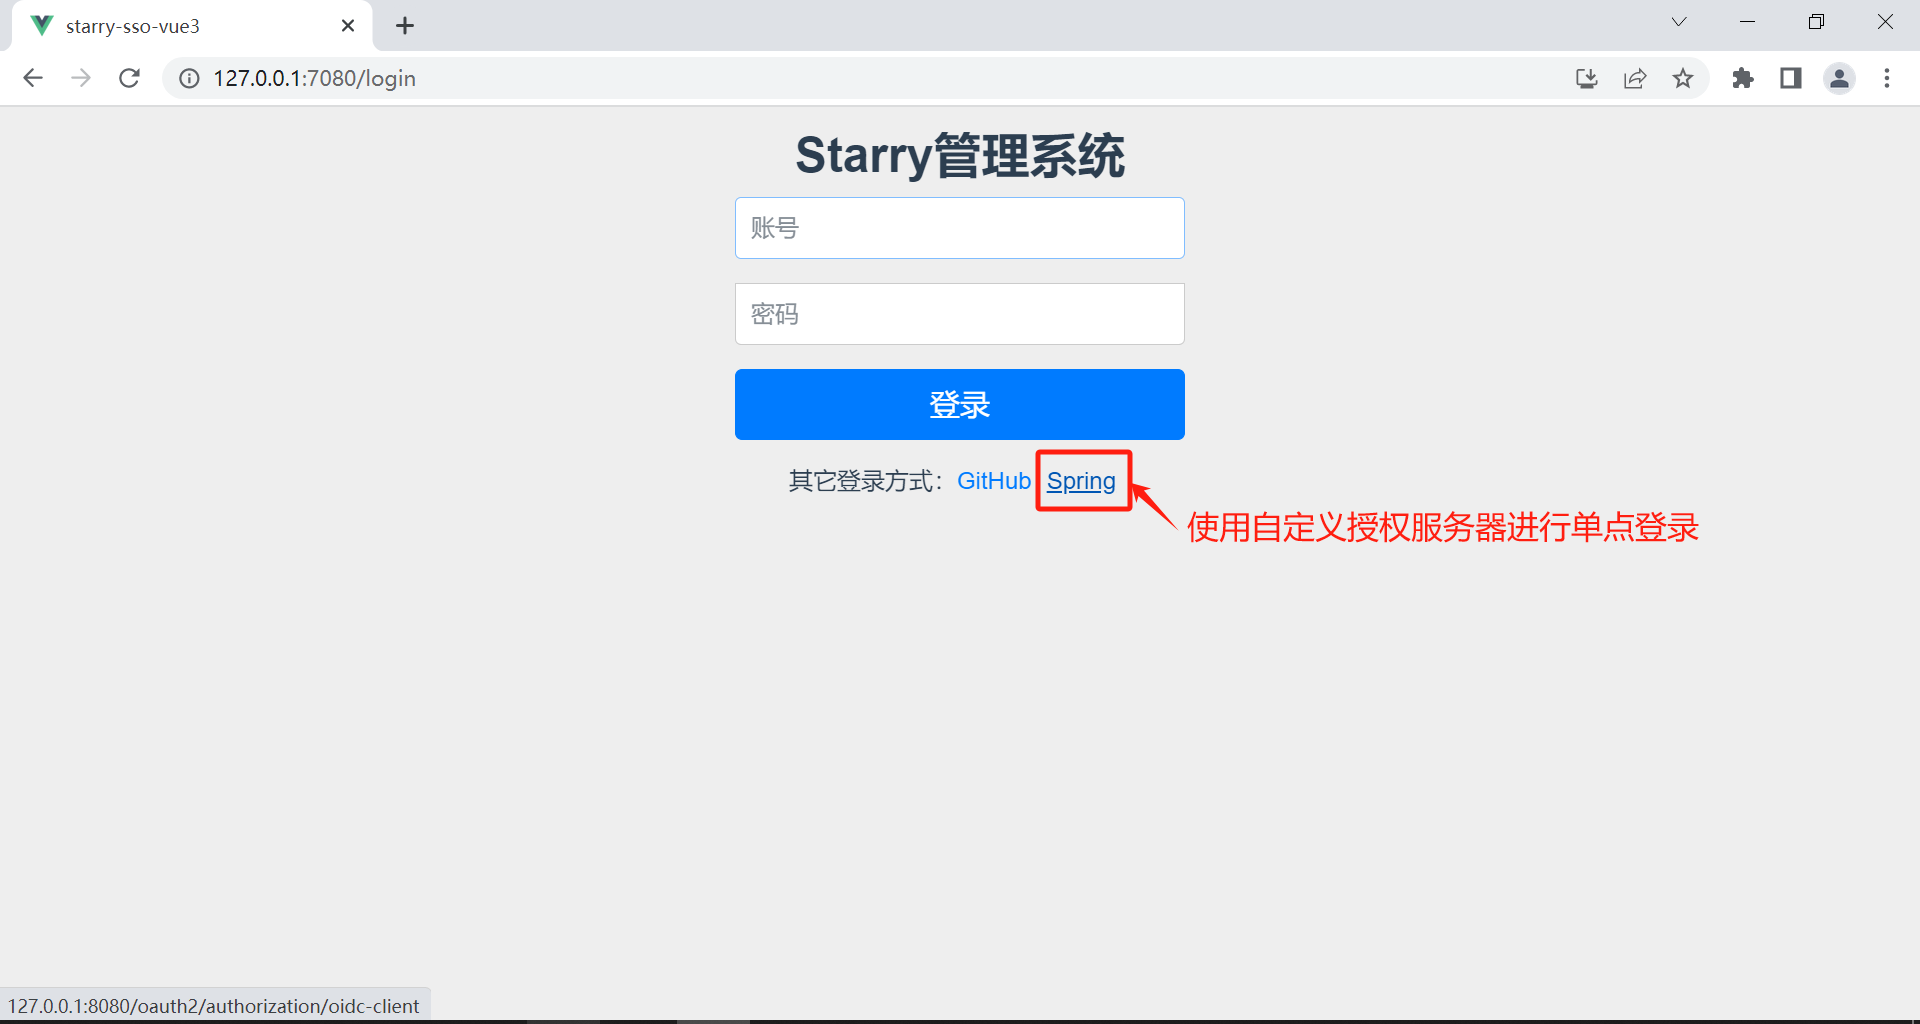 starry-sso-vue3
127.0.0.1:7080/login
Starry管理系统
账号
密码
登录
其它登录方式：GitHub Spring
使用自定义授权服务器进行单点登录
127.0.0.1:8080/oauth2/authorization/oidc-client